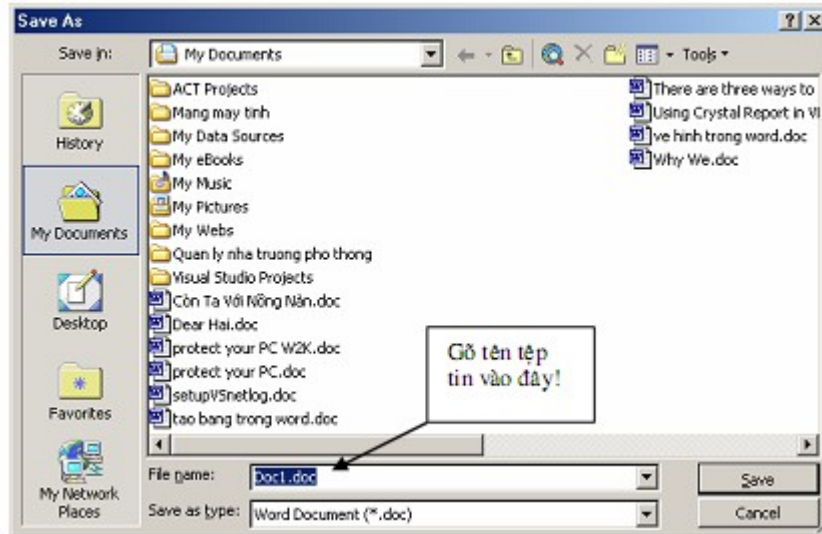 Save As
Save in:
My Documents
Tools
History
My Documents
Desktop
Favorites
My Network
Places
ACT Projects
Mang may tinh
My Data Sources
My eBooks
My Music
My Pictures
My Webs
Quan ly nha truong pho thong
Visual Studio Projects
Còn Ta Với Nồng Nàn.doc
Dear Hai.doc
protect your PC W2K.doc
protect your PC.doc
setupVSnetlog.doc
tao bang trong word.doc
There are three ways to
Using Crystal Report in
ve hinh trong word.doc
Why We.doc
Gõ tên tệp
tin vào đây!
File name:
Doc1.doc
Save
Save as type:
Word Document (*.doc)
Cancel